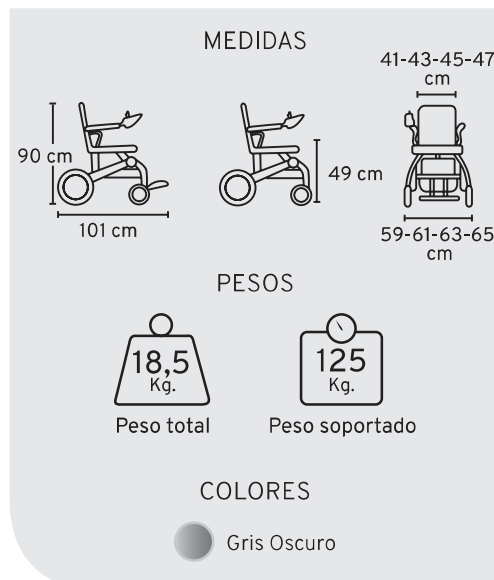 MEDIDAS
41-43-45-47
cm
90 cm
49 cm
101 cm
59-61-63-65
cm
PESOS
18,5
Kg.
125
Kg.
Peso total
Peso soportado
COLORES
Gris Oscuro